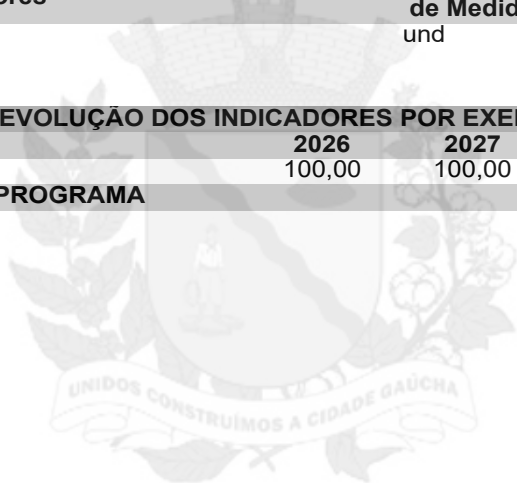 de Medid
und
EVOLUÇÃO DOS INDICADORES POR EXE
2026 2027
100,00 100,00
PROGRAMA
UNIDOS CONSTRUÍMOS A CIDADE GAÚCHA